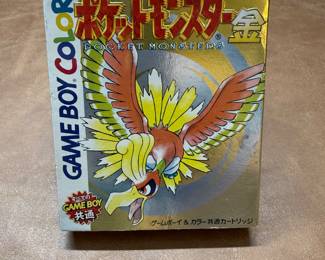 GAME BOY COLOR
ポケットモンスター 金
POCKET MONSTERS
GAME BOY
共通
ゲームボーイ&カラー共通カートリッジ